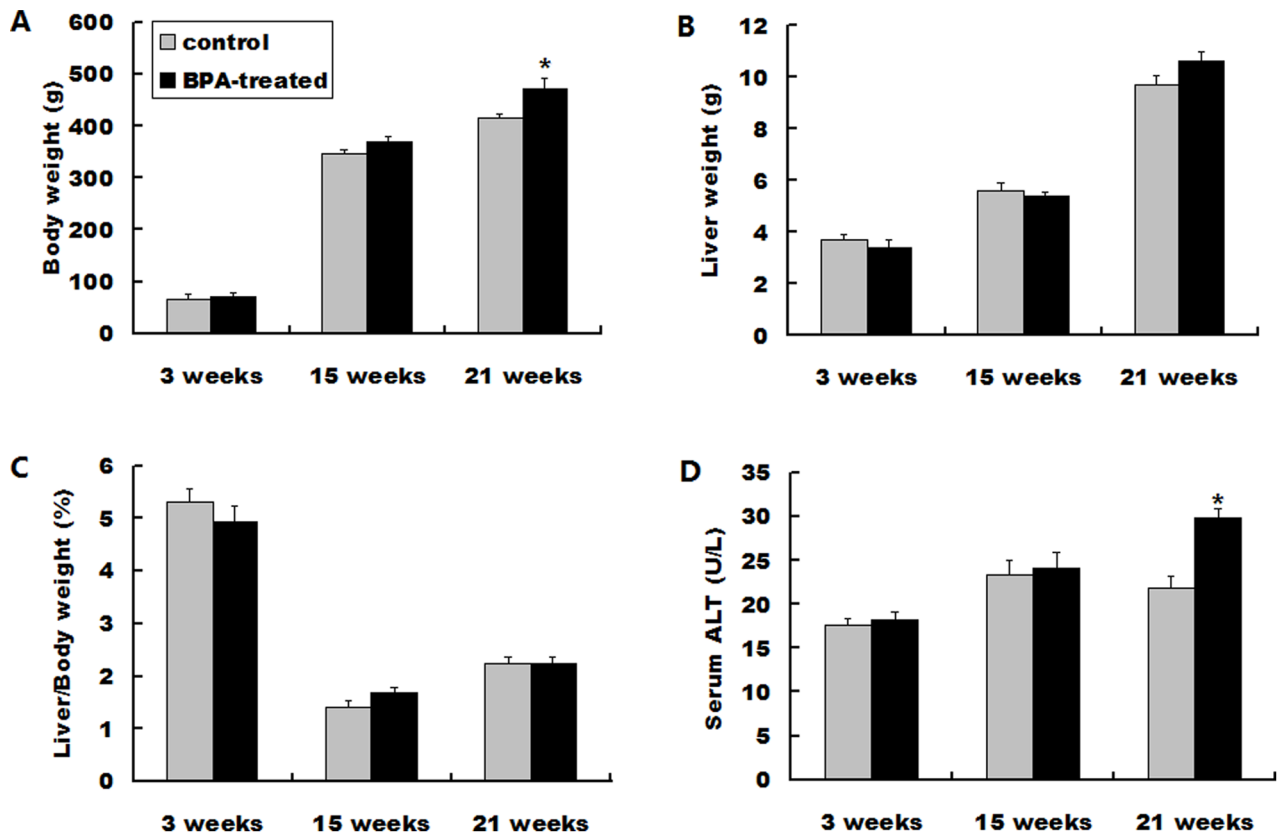 A
Body weight (g)
600
500
400
300
200
100
0
control
BPA-treated
*
3 weeks 15 weeks 21 weeks
B
Liver weight (g)
12
10
8
6
4
2
0
3 weeks 15 weeks 21 weeks
C
Liver/Body weight (%)
6
5
4
3
2
1
0
3 weeks 15 weeks 21 weeks
D
Serum ALT (U/L)
35
30
25
20
15
10
5
0
*
3 weeks 15 weeks 21 weeks